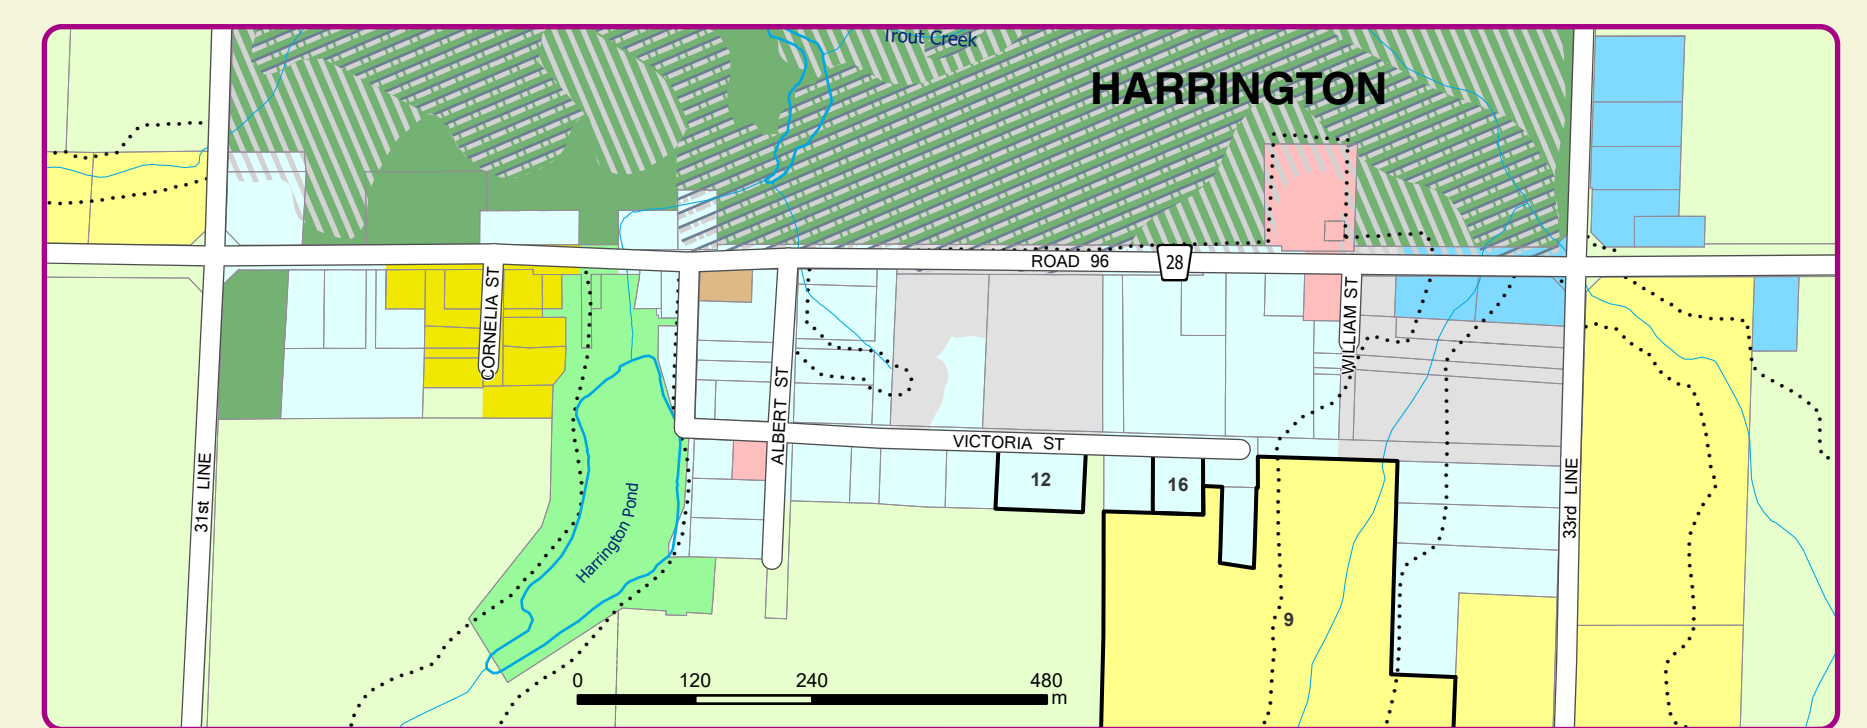 Trout Creek
HARRINGTON
ROAD 96
28
CORNELIA ST
WILLIAM ST
ALBERT ST
VICTORIA ST
31st LINE
33rd LINE
12
16
Harrington Pond
9
0 120 240 480
m